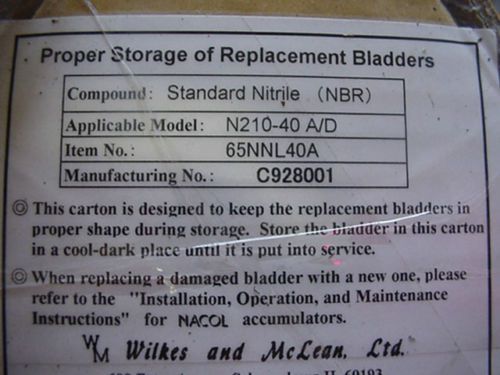 Proper Storage of Replacement Bladders
Compound: Standard Nitrile (NBR)
Applicable Model: N210-40 A/D
Item No.: 65NNL40A
Manufacturing No.: C928001
◎ This carton is designed to keep the replacement bladders in
proper shape during storage. Store the bladder in this carton
in a cool-dark place until it is put into service.
◎ When replacing a damaged bladder with a new one, please
refer to the "Installation, Operation, and Maintenance
Instructions" for NACOL accumulators.
WM Wilkes and McLean, Ltd.